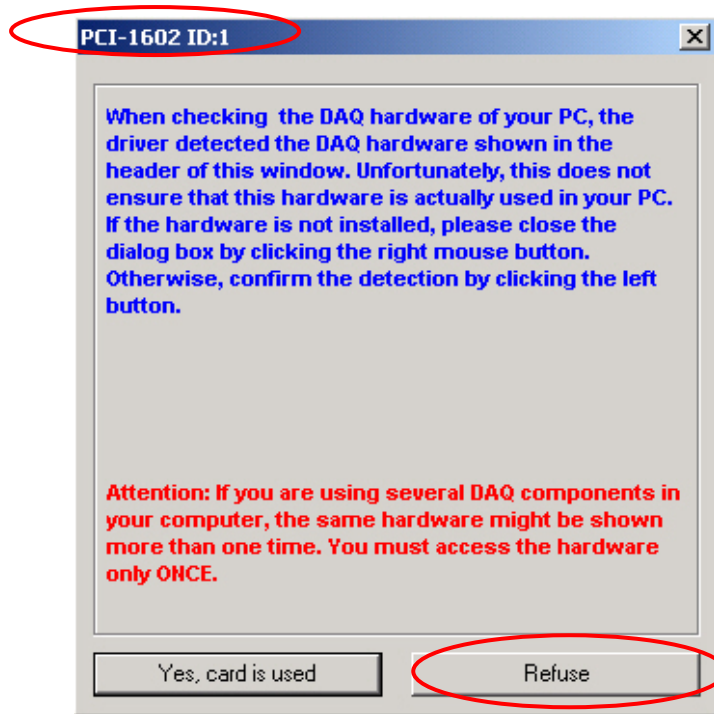 PCI-1602 ID:1
When checking the DAQ hardware of your PC, the
driver detected the DAQ hardware shown in the
header of this window. Unfortunately, this does not
ensure that this hardware is actually used in your PC.
If the hardware is not installed, please close the
dialog box by clicking the right mouse button.
Otherwise, confirm the detection by clicking the left
button.
Attention: If you are using several DAQ components in
your computer, the same hardware might be shown
more than one time. You must access the hardware
only ONCE.
Yes, card is used
Refuse